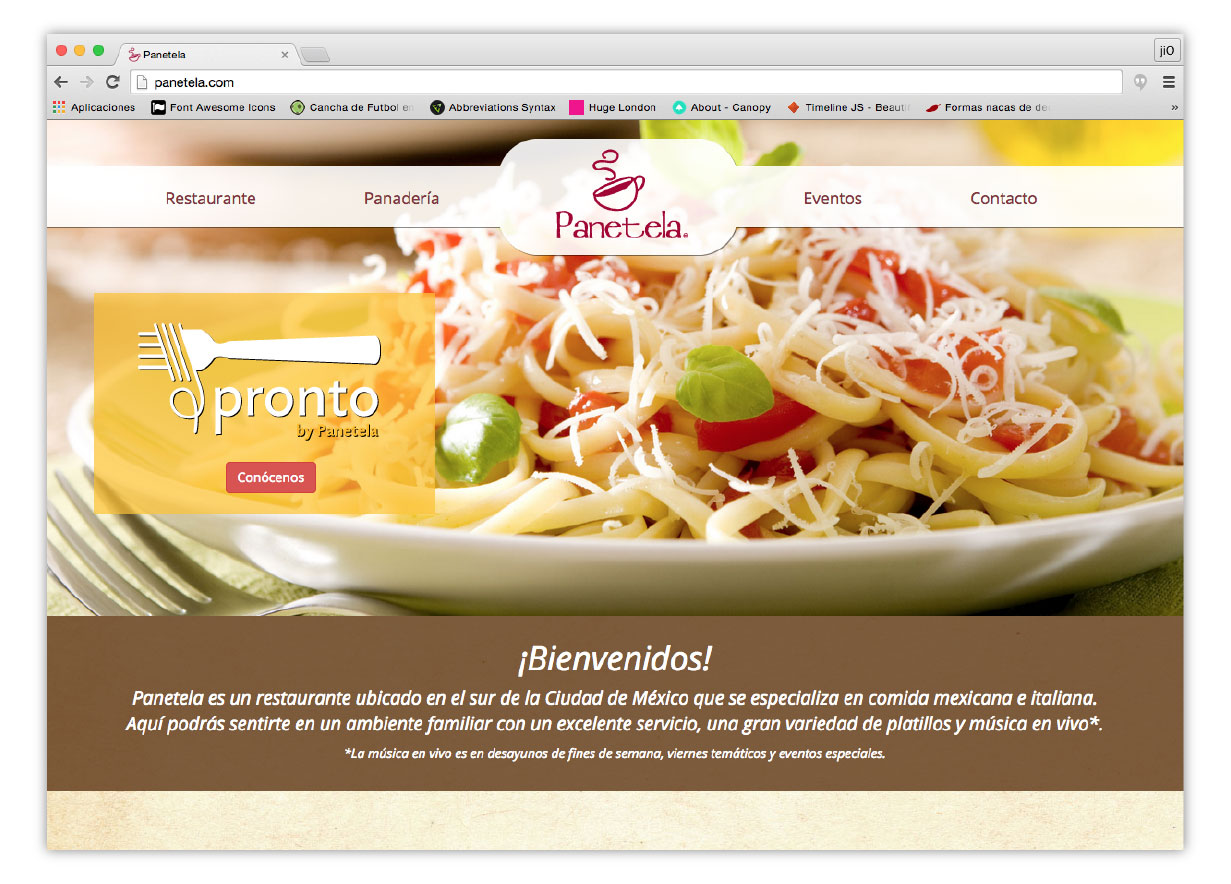 Panetela
jiO
panetela.com
Aplicaciones Font Awesome Icons Cancha de Futbol en Abbreviations Syntax Huge London About - Canopy Timeline JS - Beauti Formas nacas de de »
Restaurante Panadería Panetela® Eventos Contacto
pronto
by Panetela
Conócenos
¡Bienvenidos!
Panetela es un restaurante ubicado en el sur de la Ciudad de México que se especializa en comida mexicana e italiana.
Aquí podrás sentirte en un ambiente familiar con un excelente servicio, una gran variedad de platillos y música en vivo*.
*La música en vivo es en desayunos de fines de semana, viernes temáticos y eventos especiales.